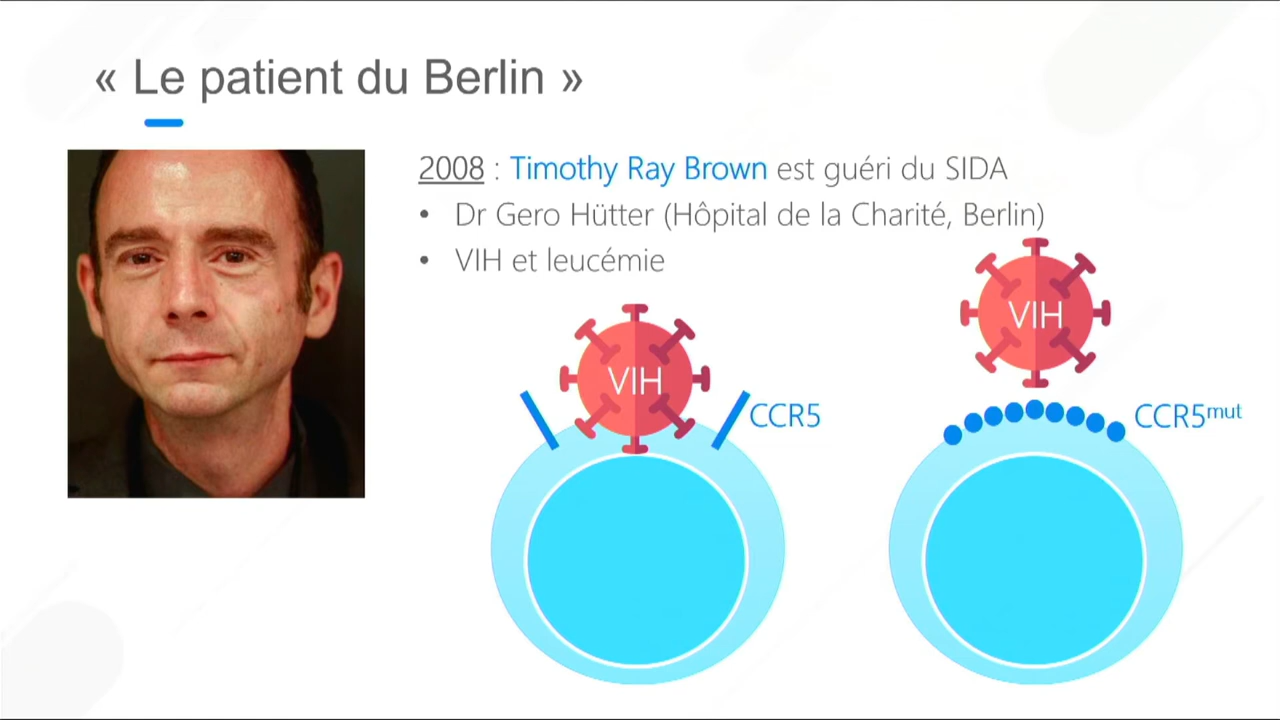 « Le patient du Berlin »
2008 : Timothy Ray Brown est guéri du SIDA
• Dr Gero Hütter (Hôpital de la Charité, Berlin)
• VIH et leucémie
VIH
VIH
CCR5
CCR5ᵐᵘᵗ